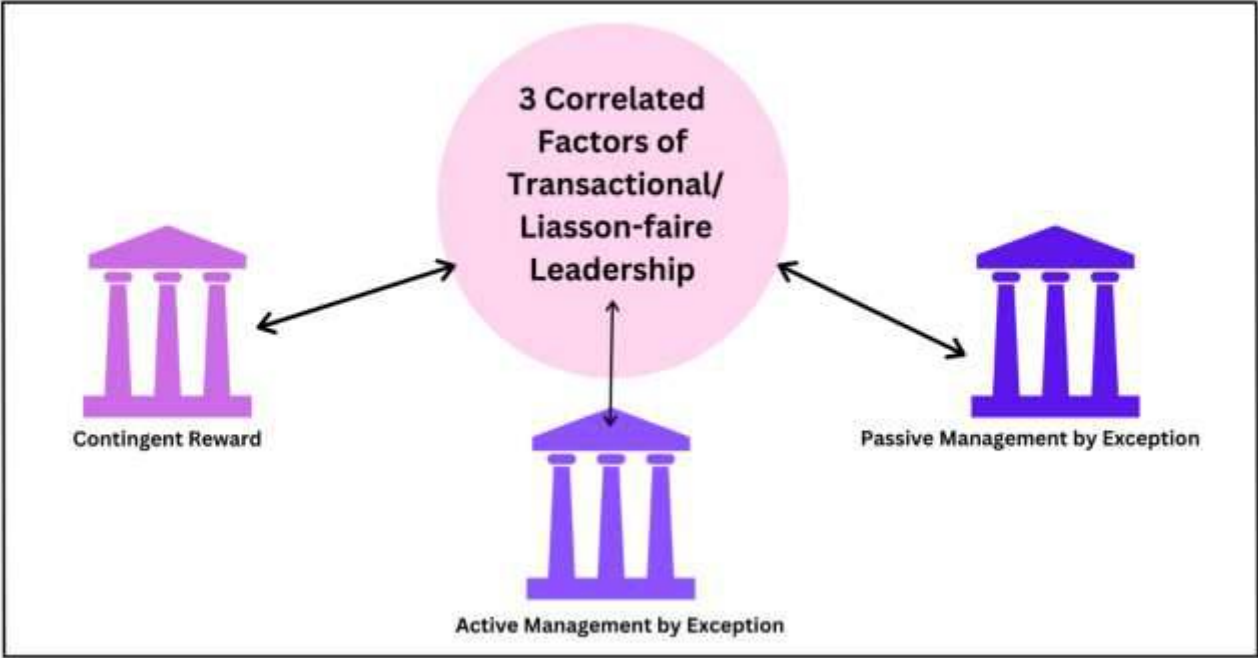 3 Correlated
Factors of
Transactional/
Liasson-faire
Leadership
Contingent Reward
Passive Management by Exception
Active Management by Exception